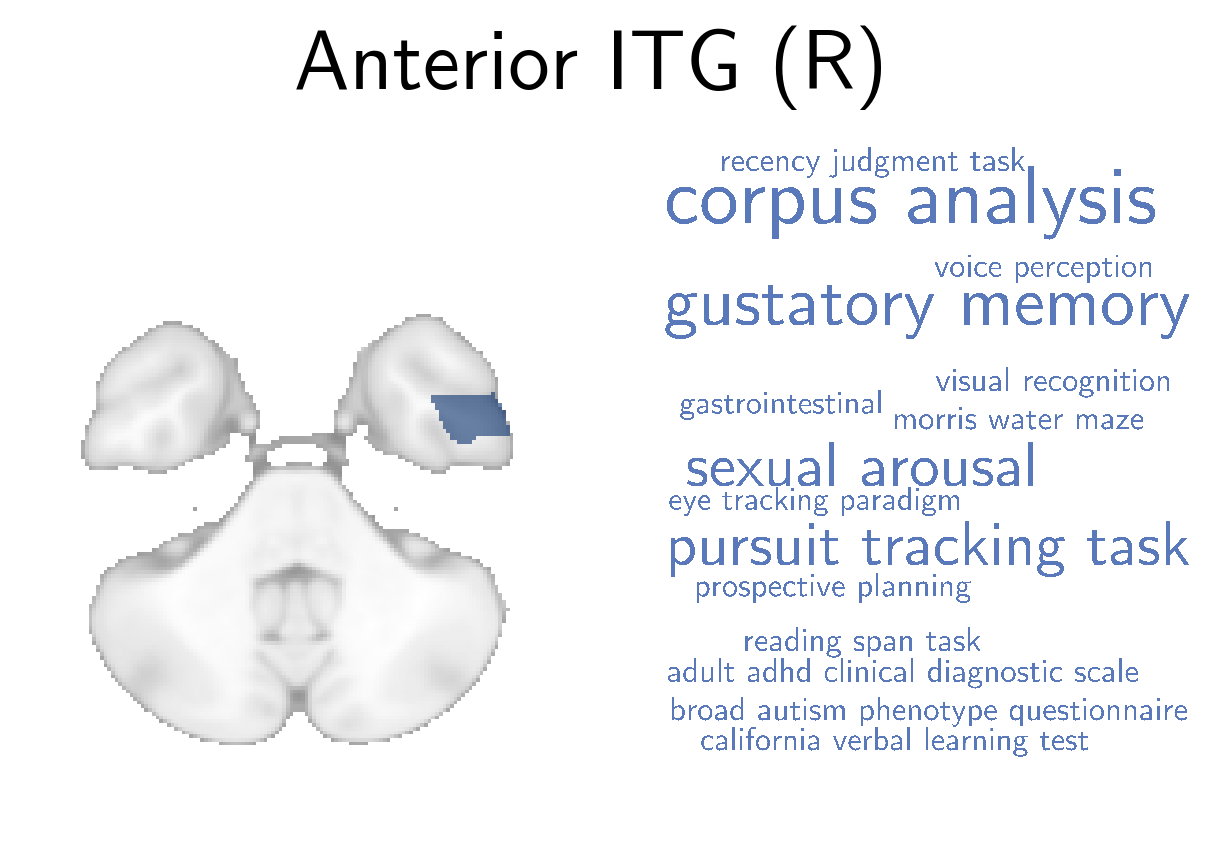 Anterior ITG (R)
recency judgment task
corpus analysis
voice perception
gustatory memory
visual recognition
gastrointestinal
morris water maze
sexual arousal
eye tracking paradigm
pursuit tracking task
prospective planning
reading span task
adult adhd clinical diagnostic scale
broad autism phenotype questionnaire
california verbal learning test